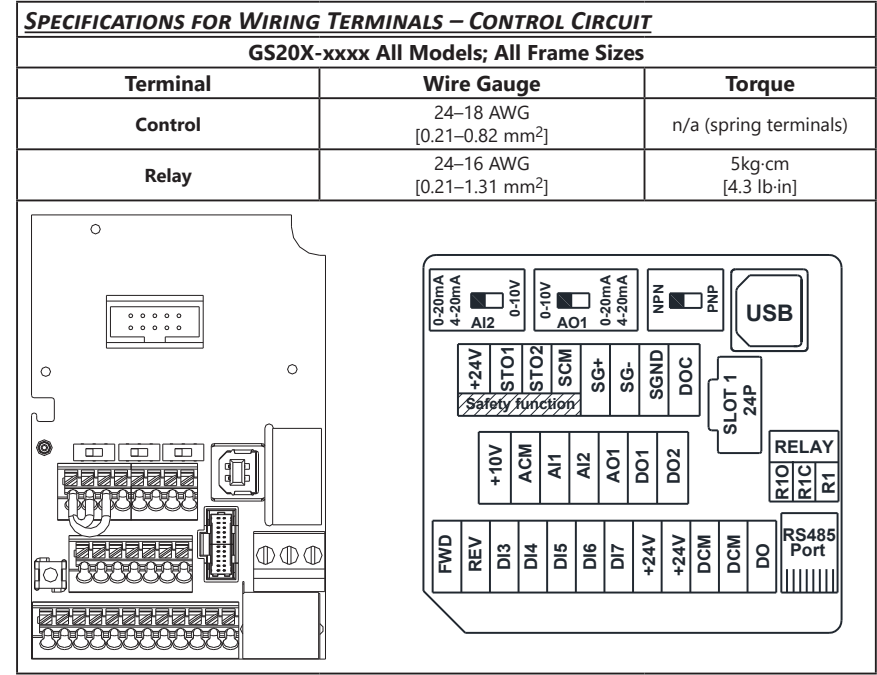 SPECIFICATIONS FOR WIRING TERMINALS – CONTROL CIRCUIT
GS20X-xxxx All Models; All Frame Sizes
Terminal Wire Gauge Torque
Control
24–18 AWG
[0.21–0.82 mm²]
n/a (spring terminals)
Relay
24–16 AWG
[0.21–1.31 mm²]
5kg·cm
[4.3 lb·in]
0-20mA
4-20mA
AI2
0-10V
0-10V
AO1
0-20mA
4-20mA
NPN
PNP
USB
+24V
STO1
STO2
SCM
Safety function
SG+
SG-
SGND
DOC
SLOT 1
24P
+10V
ACM
AI1
AI2
AO1
DO1
DO2
RELAY
R1O
R1C
R1
FWD
REV
DI3
DI4
DI5
DI6
DI7
+24V
+24V
DCM
DCM
DO
RS485
Port